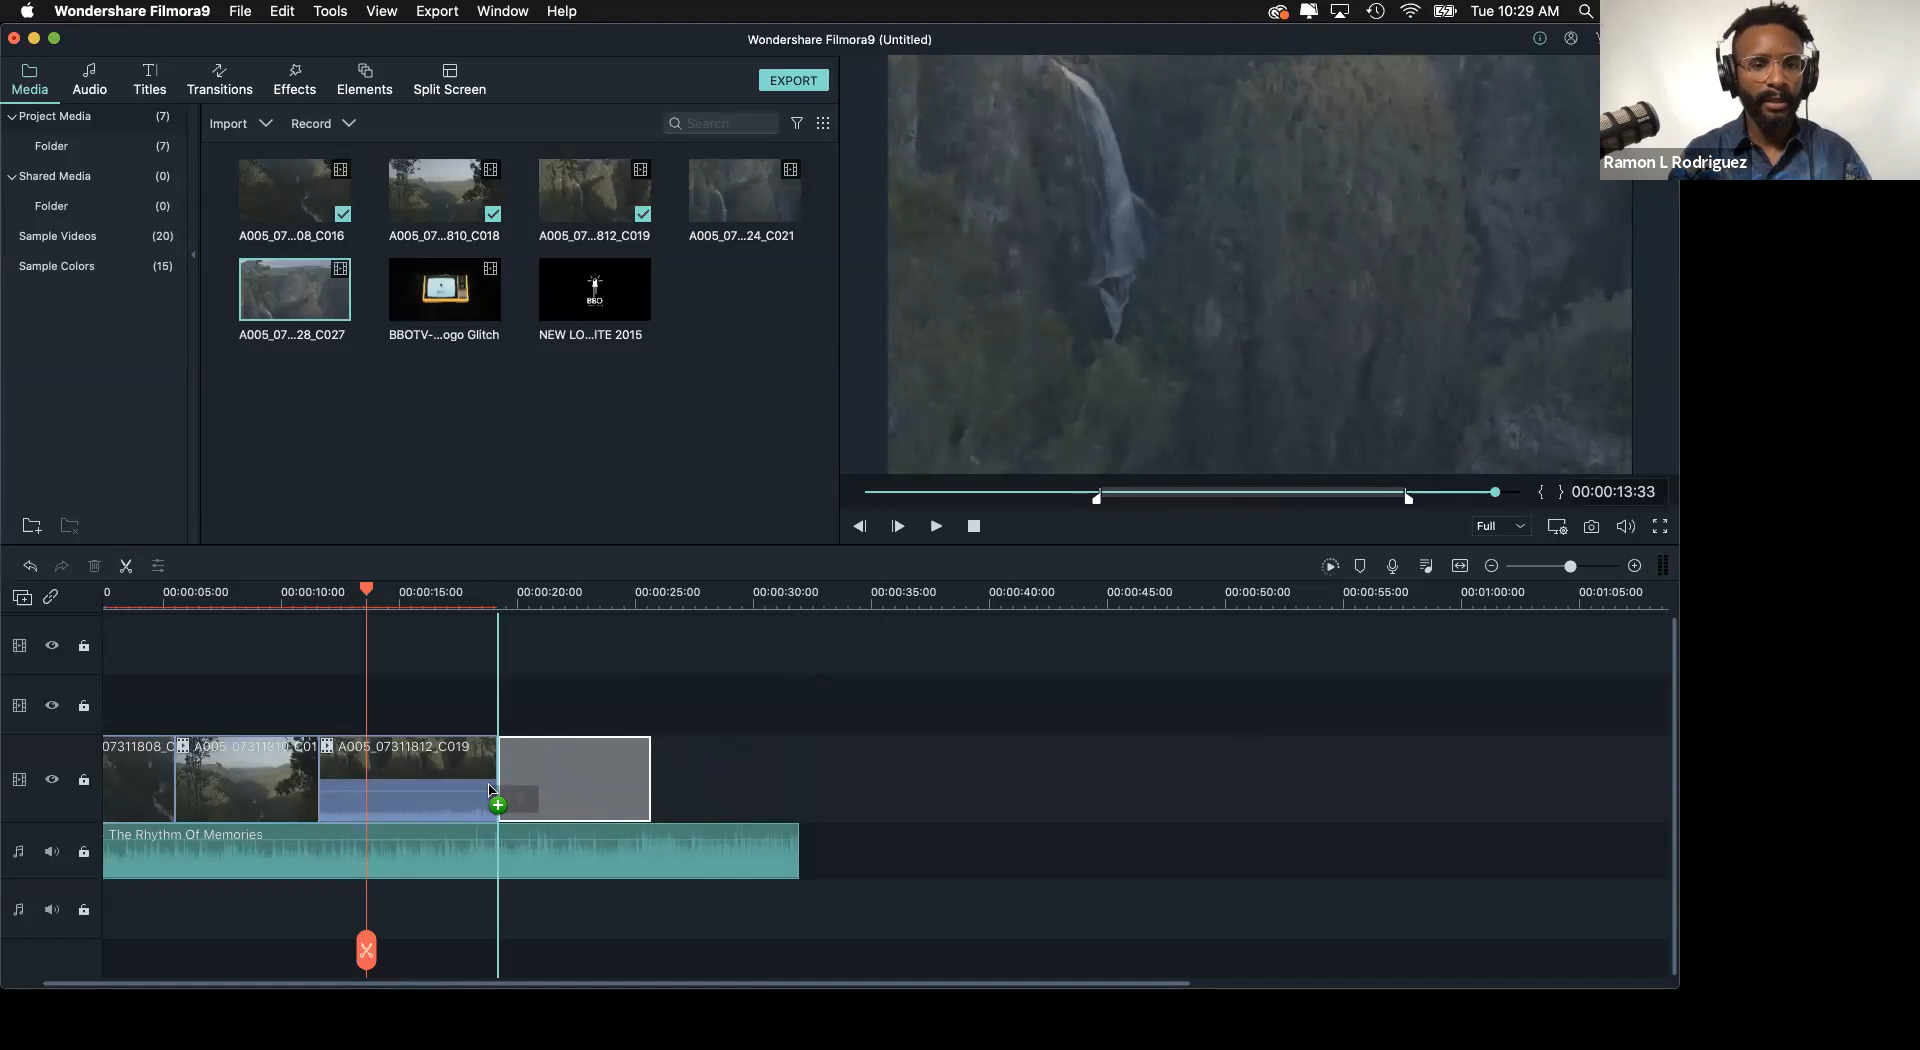 Wondershare Filmora9 File Edit Tools View Export Window Help
Tue 10:29 AM
Wondershare Filmora9 (Untitled)
Media Audio Titles Transitions Effects Elements Split Screen
EXPORT
Project Media (7)
Folder (7)
Shared Media (0)
Folder (0)
Sample Videos (20)
Sample Colors (15)
Import Record Search
A005_07...08_C016 A005_07...810_C018 A005_07...812_C019 A005_07...24_C021
BBO
A005_07...28_C027 BBOTV-...ogo Glitch NEW LO...ITE 2015
Ramon L Rodriguez
{ } 00:00:13:33
Full
0 00:00:05:00 00:00:10:00 00:00:15:00 00:00:20:00 00:00:25:00 00:00:30:00 00:00:35:00 00:00:40:00 00:00:45:00 00:00:50:00 00:00:55:00 00:01:00:00 00:01:05:00
07311808_C A005_07311810_C01 A005_07311812_C019
The Rhythm Of Memories